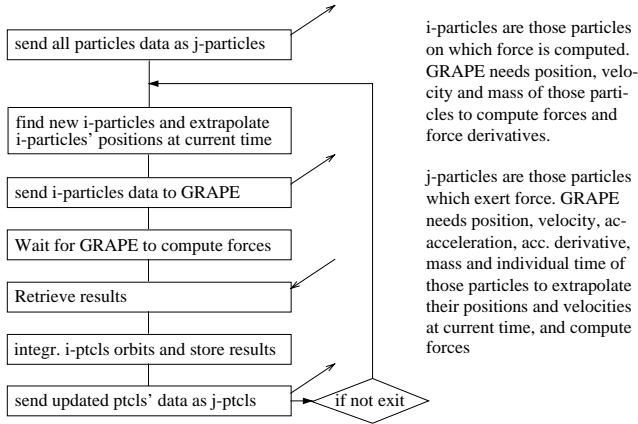 send all particles data as j-particles
find new i-particles and extrapolate
i-particles' positions at current time
send i-particles data to GRAPE
Wait for GRAPE to compute forces
Retrieve results
integr. i-ptcls orbits and store results
send updated ptcls' data as j-ptcls
if not exit
i-particles are those particles
on which force is computed.
GRAPE needs position, velo-
city and mass of those parti-
cles to compute forces and
force derivatives.
j-particles are those particles
which exert force. GRAPE
needs position, velocity, ac-
acceleration, acc. derivative,
mass and individual time of
those particles to extrapolate
their positions and velocities
at current time, and compute
forces